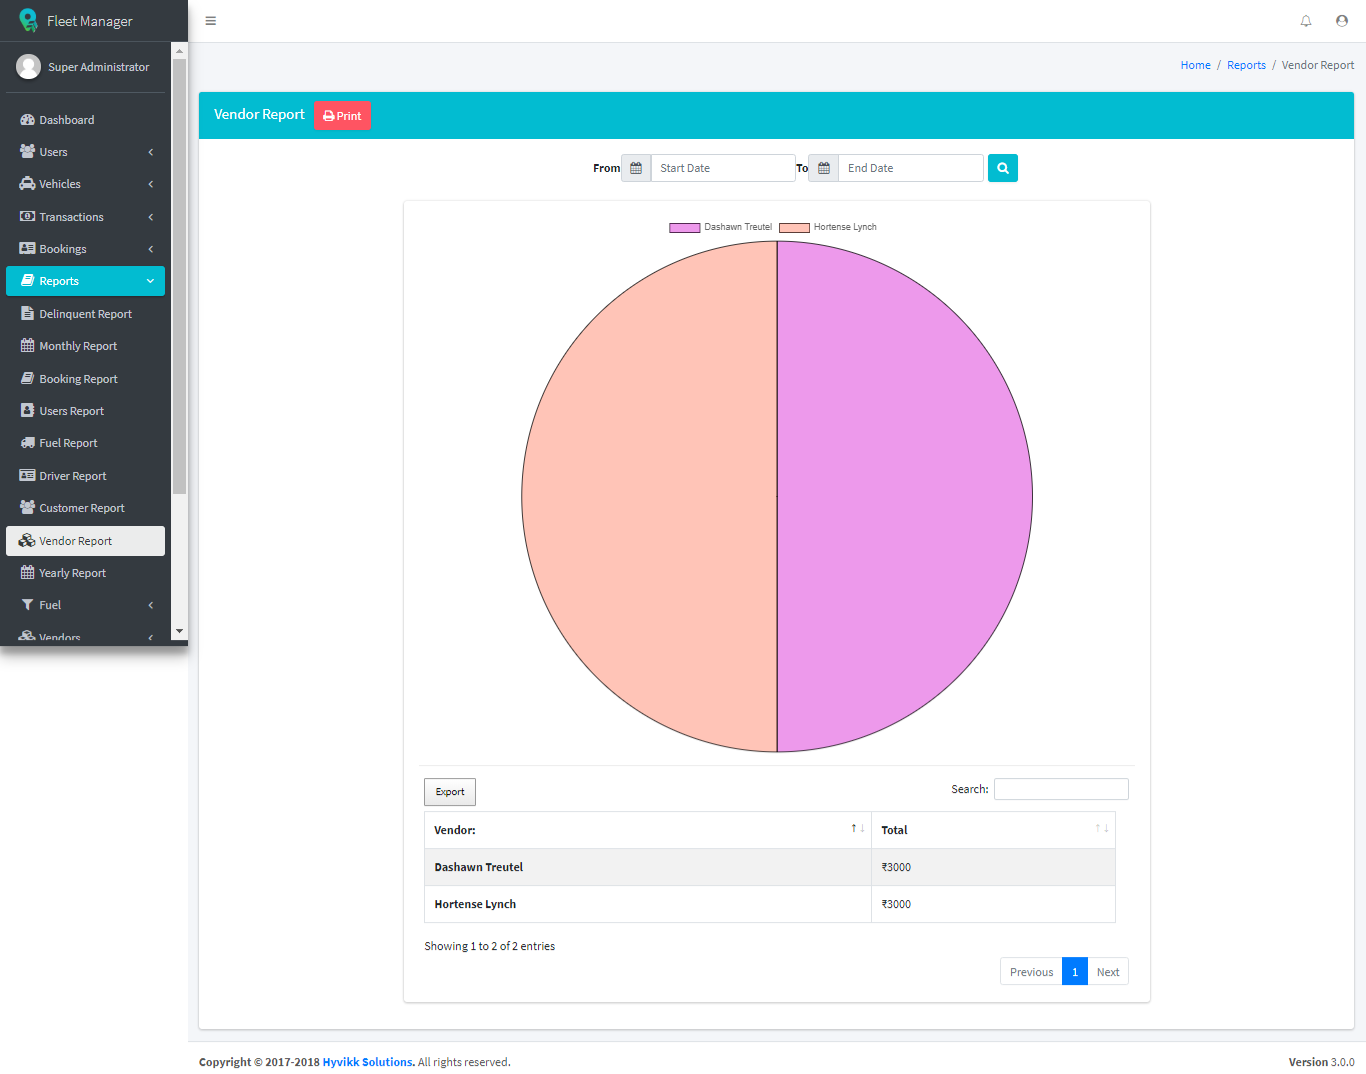 Fleet Manager
Super Administrator
Dashboard
Users
Vehicles
Transactions
Bookings
Reports
Delinquent Report
Monthly Report
Booking Report
Users Report
Fuel Report
Driver Report
Customer Report
Vendor Report
Yearly Report
Fuel
Vendors
Home / Reports / Vendor Report
Vendor Report Print
From Start Date To End Date
Dashawn Treutel Hortense Lynch
Export Search:
Vendor: Total
Dashawn Treutel ₹3000
Hortense Lynch ₹3000
Showing 1 to 2 of 2 entries
Previous 1 Next
Copyright © 2017-2018 Hyvikk Solutions. All rights reserved. Version 3.0.0